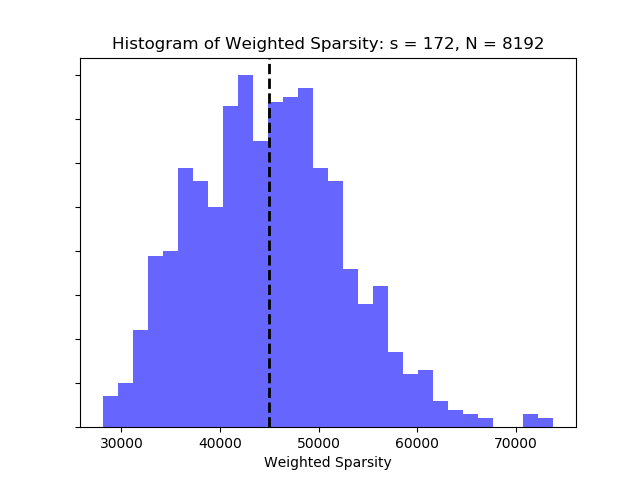 Histogram of Weighted Sparsity: s = 172, N = 8192
30000 40000 50000 60000 70000
Weighted Sparsity